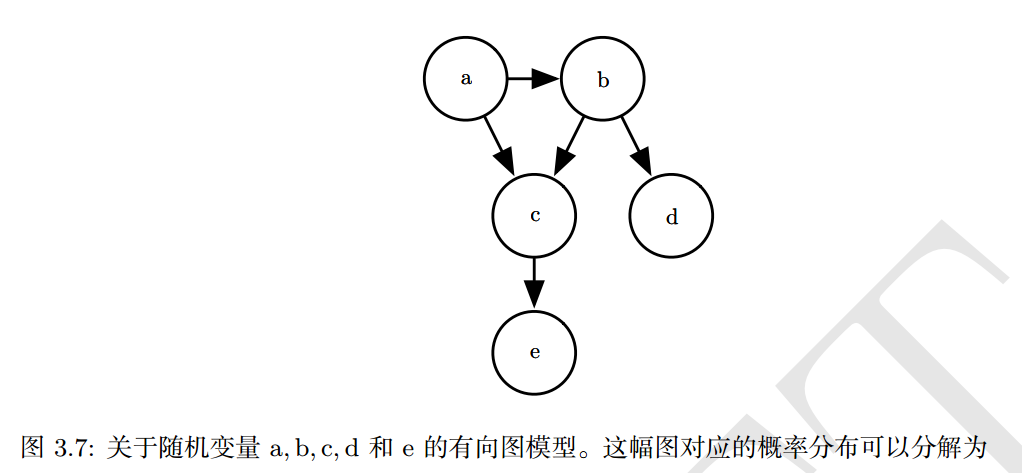 a
b
c
d
e
图 3.7: 关于随机变量 a, b, c, d 和 e 的有向图模型。这幅图对应的概率分布可以分解为